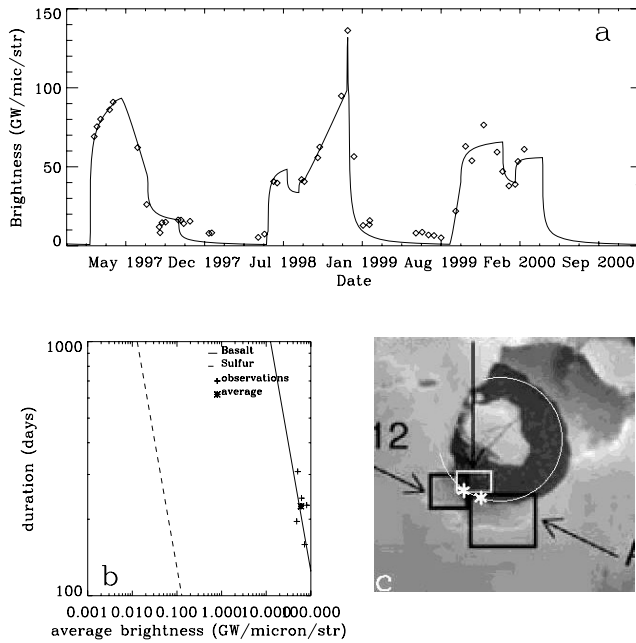 150
100
50
0
Brightness (GW/mic/str)
a
May 1997 Dec 1997 Jul 1998 Jan 1999 Aug 1999 Feb 2000 Sep 2000
Date
1000
100
duration (days)
Basalt
Sulfur
observations
average
b
0.001 0.010 0.100 1.000 10.000
average brightness (GW/micron/str)
12
A
c